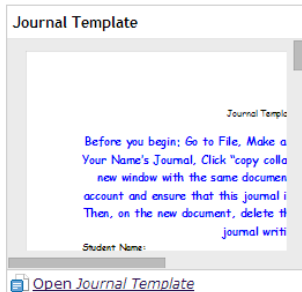 Journal Template
Journal Templa
Before you begin; Go to File, Make a
Your Name's Journal, Click "copy colla
new window with the same documen
account and ensure that this journal i
Then, on the new document, delete th
journal writi
Student Name:
Open Journal Template